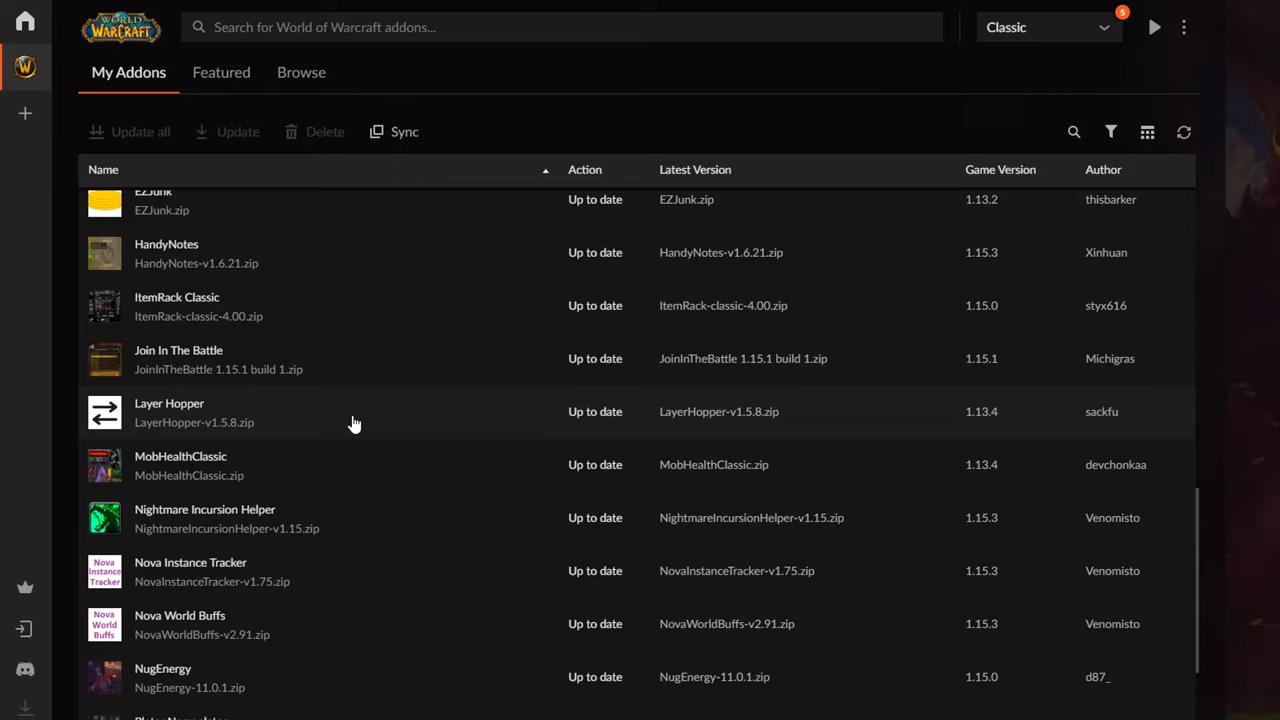 WORLD OF WARCRAFT
Search for World of Warcraft addons...
Classic
5
My Addons
Featured
Browse
Update all
Update
Delete
Sync
Name
Action
Latest Version
Game Version
Author
EZJunk
EZJunk.zip
Up to date
EZJunk.zip
1.13.2
thisbarker
HandyNotes
HandyNotes-v1.6.21.zip
Up to date
HandyNotes-v1.6.21.zip
1.15.3
Xinhuan
ItemRack Classic
ItemRack-classic-4.00.zip
Up to date
ItemRack-classic-4.00.zip
1.15.0
styx616
Join In The Battle
JoinInTheBattle 1.15.1 build 1.zip
Up to date
JoinInTheBattle 1.15.1 build 1.zip
1.15.1
Michigras
Layer Hopper
LayerHopper-v1.5.8.zip
Up to date
LayerHopper-v1.5.8.zip
1.13.4
sackfu
MobHealthClassic
MobHealthClassic.zip
Up to date
MobHealthClassic.zip
1.13.4
devchonkaa
Nightmare Incursion Helper
NightmareIncursionHelper-v1.15.zip
Up to date
NightmareIncursionHelper-v1.15.zip
1.15.3
Venomisto
Nova
Instance
Tracker
Nova Instance Tracker
NovaInstanceTracker-v1.75.zip
Up to date
NovaInstanceTracker-v1.75.zip
1.15.3
Venomisto
Nova
World
Buffs
Nova World Buffs
NovaWorldBuffs-v2.91.zip
Up to date
NovaWorldBuffs-v2.91.zip
1.15.3
Venomisto
NugEnergy
NugEnergy-11.0.1.zip
Up to date
NugEnergy-11.0.1.zip
1.15.0
d87_